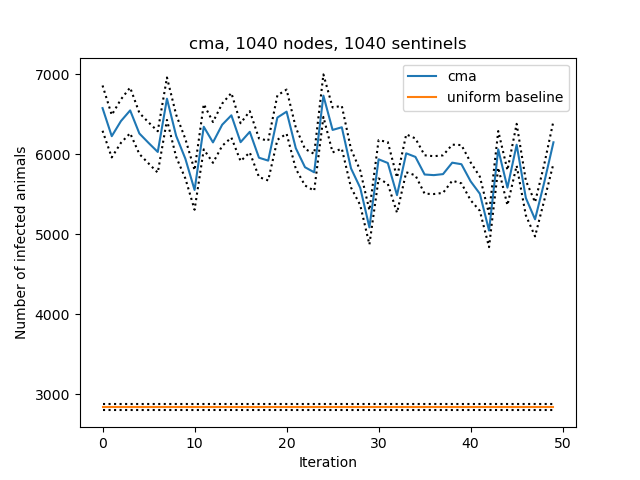 cma, 1040 nodes, 1040 sentinels
7000
6000
5000
4000
3000
Number of infected animals
cma
uniform baseline
0
10
20
30
40
50
Iteration